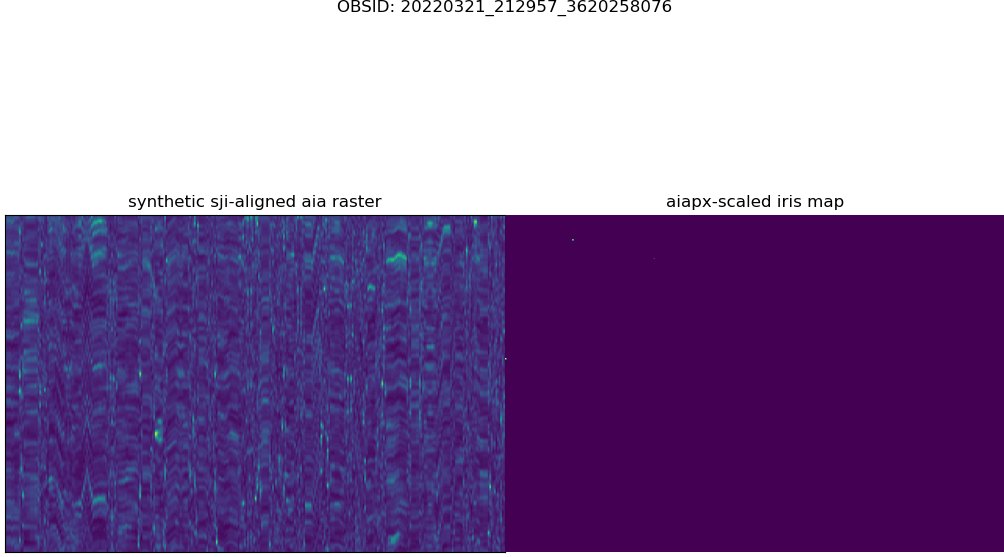 OBSID: 20220321_212957_3620258076
synthetic sji-aligned aia raster
aiapx-scaled iris map